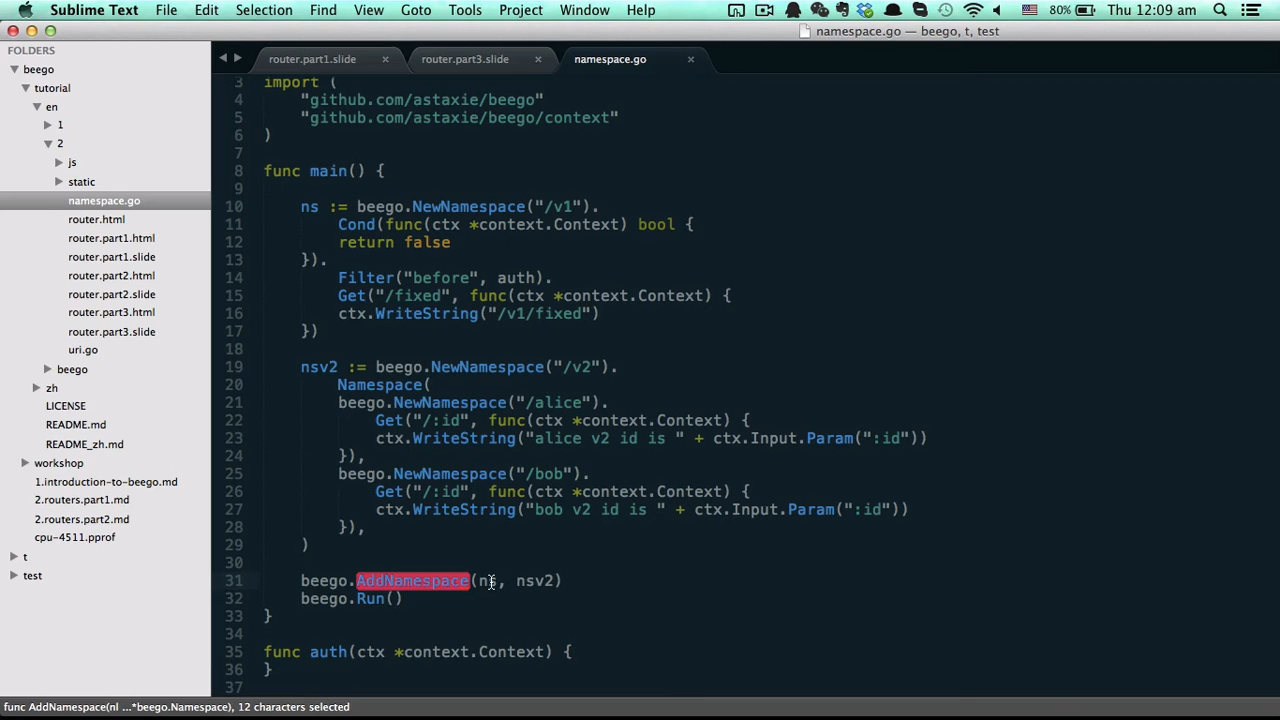 Sublime Text File Edit Selection Find View Goto Tools Project Window Help 80% Thu 12:09 am
namespace.go — beego, t, test
FOLDERS
beego
tutorial
en
1
2
js
static
namespace.go
router.html
router.part1.html
router.part1.slide
router.part2.html
router.part2.slide
router.part3.html
router.part3.slide
uri.go
beego
zh
LICENSE
README.md
README_zh.md
workshop
1.introduction-to-beego.md
2.routers.part1.md
2.routers.part2.md
cpu-4511.pprof
t
test
router.part1.slide × router.part3.slide × namespace.go ×
3 import (
4 "github.com/astaxie/beego"
5 "github.com/astaxie/beego/context"
6 )
7
8 func main() {
9
10 ns := beego.NewNamespace("/v1").
11 Cond(func(ctx *context.Context) bool {
12 return false
13 }).
14 Filter("before", auth).
15 Get("/fixed", func(ctx *context.Context) {
16 ctx.WriteString("/v1/fixed")
17 })
18
19 nsv2 := beego.NewNamespace("/v2").
20 Namespace(
21 beego.NewNamespace("/alice").
22 Get("/:id", func(ctx *context.Context) {
23 ctx.WriteString("alice v2 id is " + ctx.Input.Param(":id"))
24 }),
25 beego.NewNamespace("/bob").
26 Get("/:id", func(ctx *context.Context) {
27 ctx.WriteString("bob v2 id is " + ctx.Input.Param(":id"))
28 }),
29 )
30
31 beego.AddNamespace(ns, nsv2)
32 beego.Run()
33 }
34
35 func auth(ctx *context.Context) {
36 }
37
func AddNamespace(nl ...*beego.Namespace), 12 characters selected